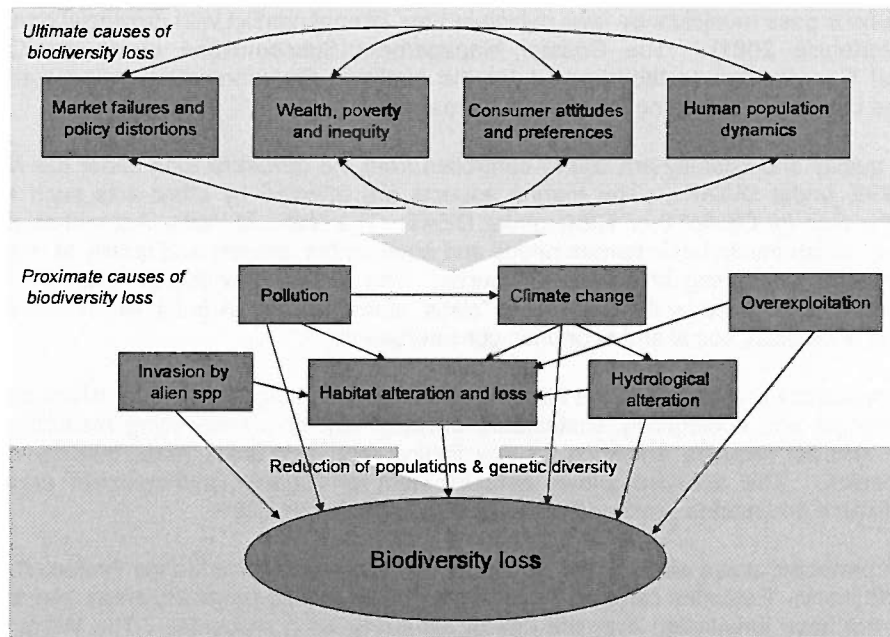 Ultimate causes of
biodiversity loss
Market failures and
policy distortions
Wealth, poverty
and inequity
Consumer attitudes
and preferences
Human population
dynamics
Proximate causes of
biodiversity loss
Pollution
Climate change
Overexploitation
Invasion by
alien spp
Habitat alteration and loss
Hydrological
alteration
Reduction of populations & genetic diversity
Biodiversity loss